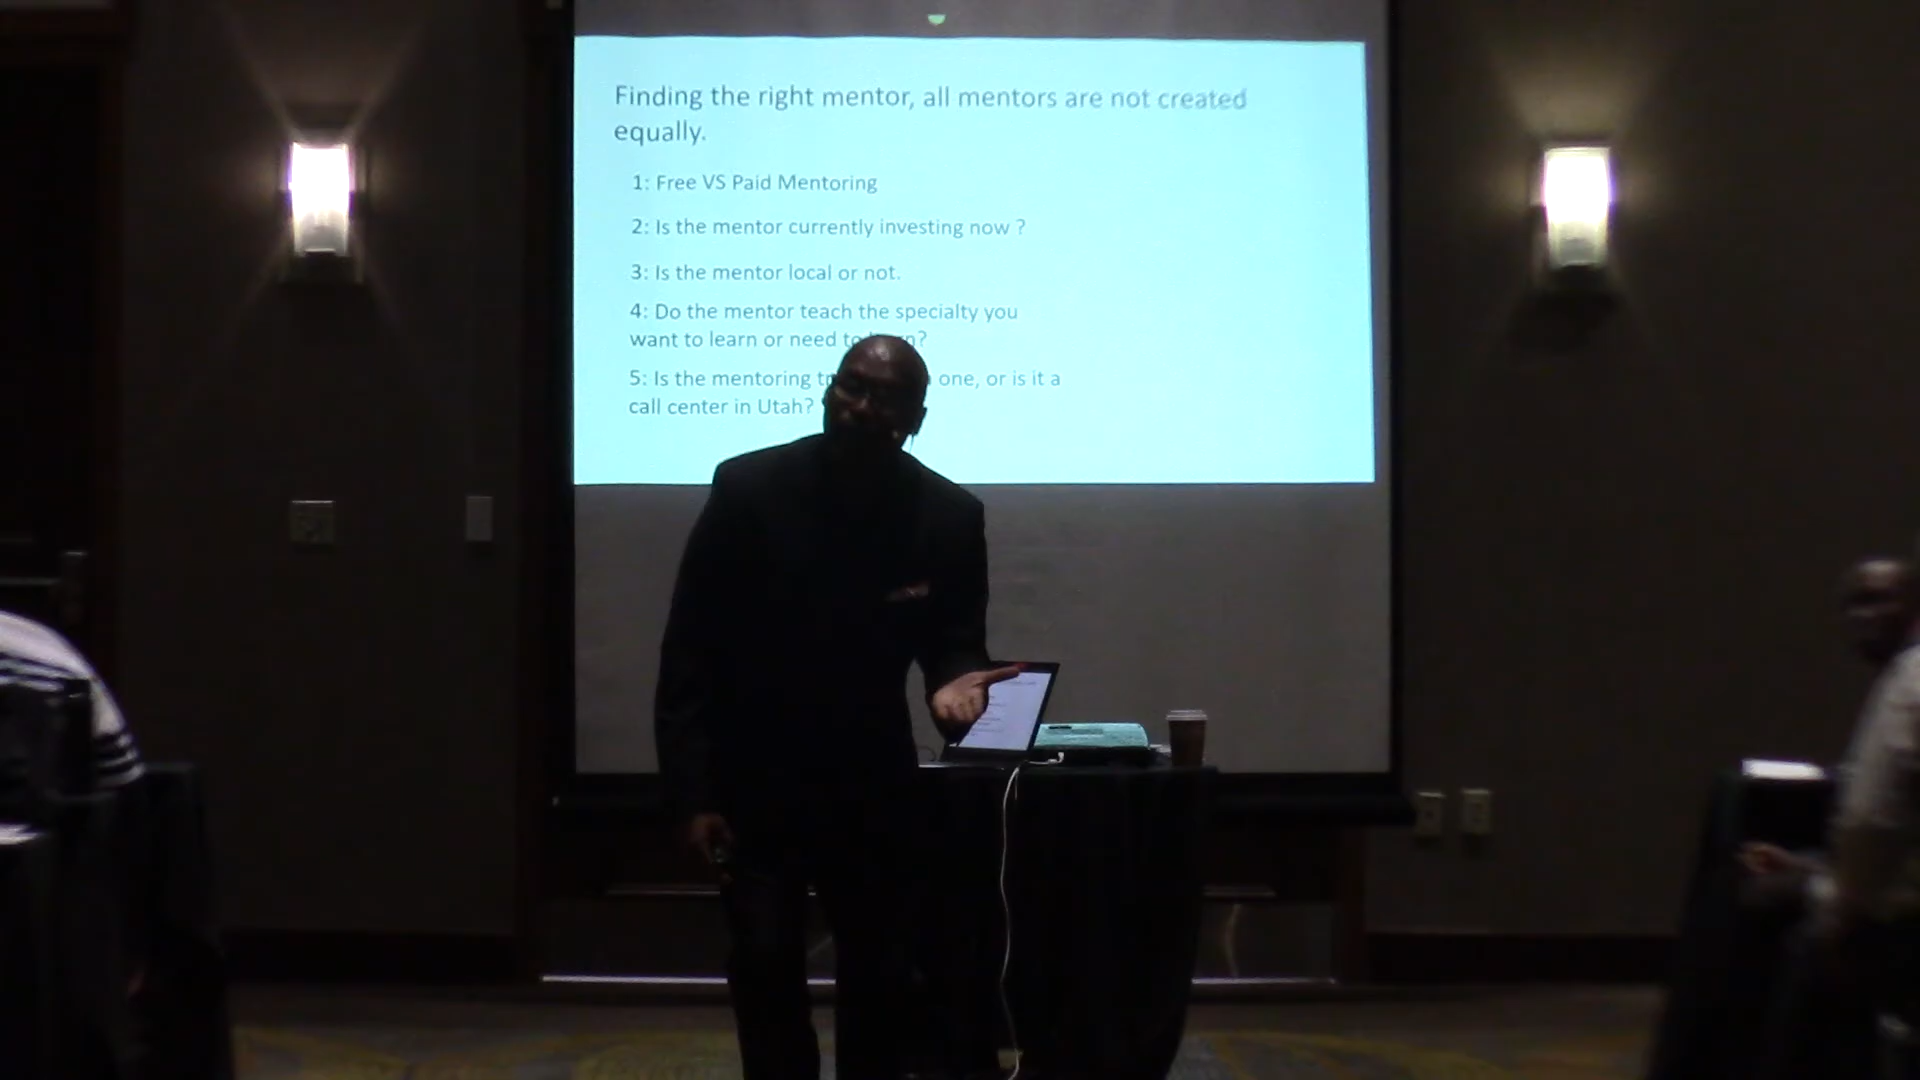 Finding the right mentor, all mentors are not created
equally.
1: Free VS Paid Mentoring
2: Is the mentor currently investing now ?
3: Is the mentor local or not.
4: Do the mentor teach the specialty you
want to learn or need to
5: Is the mentoring one, or is it a
call center in Utah?